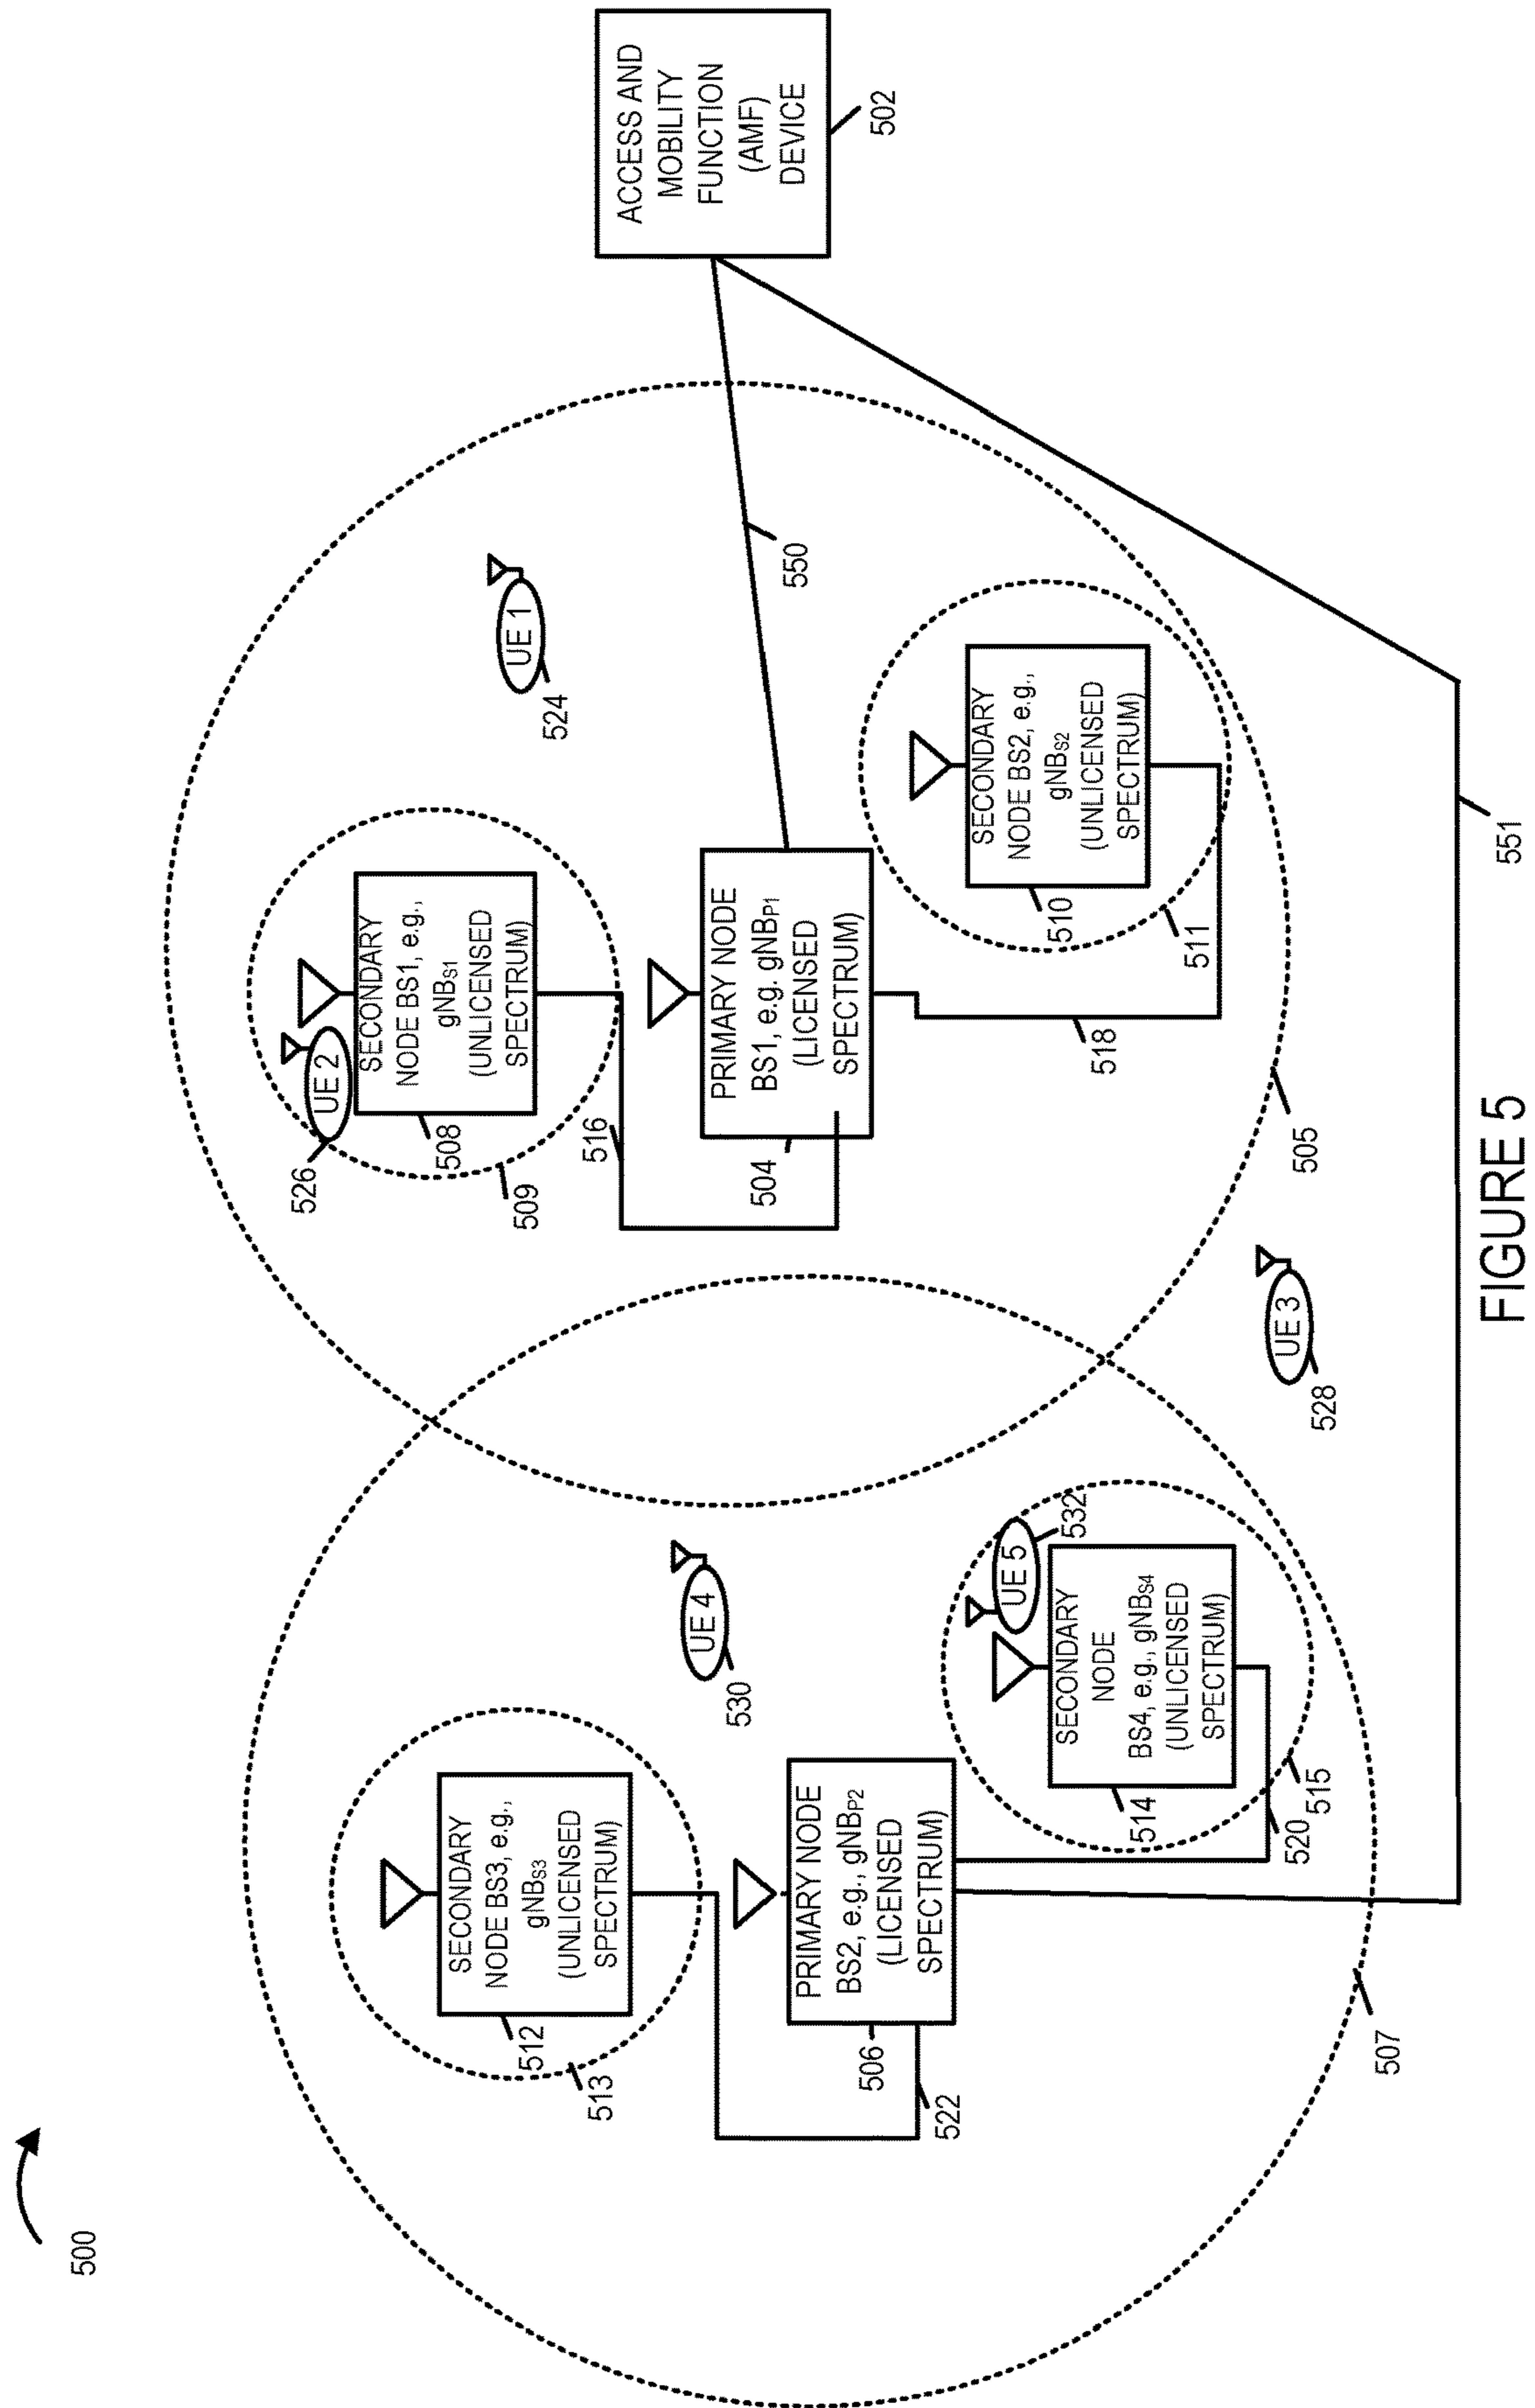 500
ACCESS AND
MOBILITY
FUNCTION
(AMF)
DEVICE
502
SECONDARY
NODE BS3, e.g.,
gNBS3
(UNLICENSED
SPECTRUM)
512
513
526
UE 2
SECONDARY
NODE BS1, e.g.,
gNBS1
(UNLICENSED
SPECTRUM)
508
509
516
UE 1
524
UE 4
530
PRIMARY NODE
BS2, e.g., gNBP2
(LICENSED
SPECTRUM)
506
522
PRIMARY NODE
BS1, e.g. gNBP1
(LICENSED
SPECTRUM)
504
550
UE 5
532
SECONDARY
NODE
BS4, e.g., gNBS4
(UNLICENSED
SPECTRUM)
514
515
520
SECONDARY
NODE BS2, e.g.,
gNBS2
(UNLICENSED
SPECTRUM)
510
511
518
507
UE 3
528
505
551
FIGURE 5